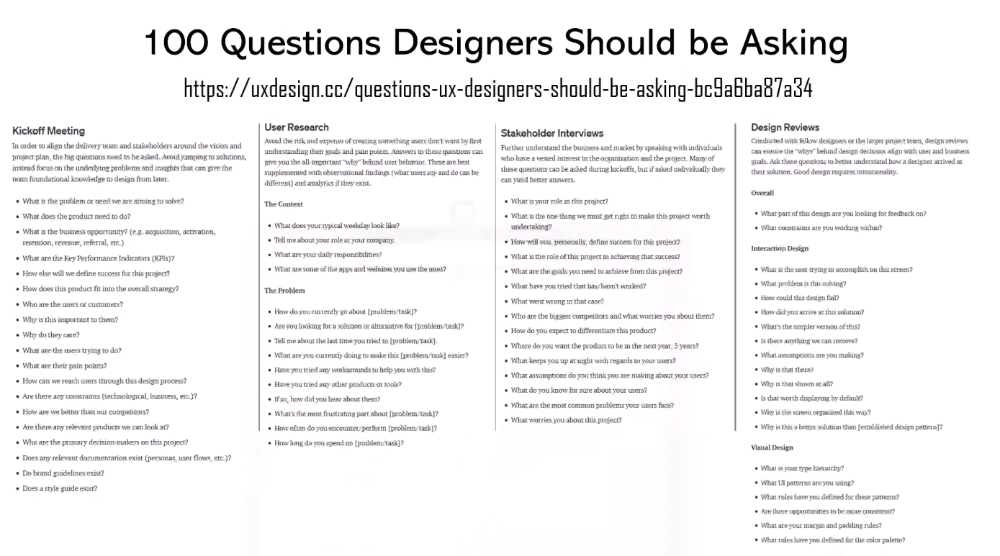 100 Questions Designers Should be Asking
https://uxdesign.cc/questions-ux-designers-should-be-asking-bc9a6ba87a34
Kickoff Meeting
In order to align the delivery team and stakeholders around the vision and
project plan, the big questions need to be asked. Avoid jumping to solutions,
instead focus on the underlying problems and insights that can give the
team foundational knowledge to design from later.
• What is the problem or need we are aiming to solve?
• What does the product need to do?
• What is the business opportunity? (e.g. acquisition, activation,
retention, revenue, referral, etc.)
• What are the Key Performance Indicators (KPIs)?
• How else will we define success for this project?
• How does this product fit into the overall strategy?
• Who are the users or customers?
• Why is this important to them?
• Why do they care?
• What are the users trying to do?
• What are their pain points?
• How can we reach users through this design process?
• Are there any constraints (technological, business, etc.)?
• How are we better than our competitors?
• Are there any relevant products we can look at?
• Who are the primary decision-makers on this project?
• Does any relevant documentation exist (personas, user flows, etc.)?
• Do brand guidelines exist?
• Does a style guide exist?
User Research
Avoid the risk and expense of creating something users don't want by first
understanding their goals and pain points. Answers to these questions can
give you the all-important "why" behind user behavior. These are best
supplemented with observational findings (what users say and do can be
different) and analytics if they exist.
The Context
• What does your typical weekday look like?
• Tell me about your role at your company.
• What are your daily responsibilities?
• What are some of the apps and websites you use the most?
The Problem
• How do you currently go about [problem/task]?
• Are you looking for a solution or alternative for [problem/task]?
• Tell me about the last time you tried to [problem/task].
• What are you currently doing to make this [problem/task] easier?
• Have you tried any workarounds to help you with this?
• Have you tried any other products or tools?
• If so, how did you hear about them?
• What's the most frustrating part about [problem/task]?
• How often do you encounter/perform [problem/task]?
• How long do you spend on [problem/task]?
Stakeholder Interviews
Further understand the business and market by speaking with individuals
who have a vested interest in the organization and the project. Many of
these questions can be asked during kickoffs, but if asked individually they
can yield better answers.
• What is your role in this project?
• What is the one thing we must get right to make this project worth
undertaking?
• How will you, personally, define success for this project?
• What is the role of this project in achieving that success?
• What are the goals you need to achieve from this project?
• What have you tried that has/hasn't worked?
• What went wrong in that case?
• Who are the biggest competitors and what worries you about them?
• How do you expect to differentiate this product?
• Where do you want the product to be in the next year, 5 years?
• What keeps you up at night with regards to your users?
• What assumptions do you think you are making about your users?
• What do you know for sure about your users?
• What are the most common problems your users face?
• What worries you about this project?
Design Reviews
Conducted with fellow designers or the larger project team, design reviews
can ensure the "whys" behind design decisions align with user and business
goals. Ask these questions to better understand how a designer arrived at
their solution. Good design requires intentionality.
Overall
• What part of this design are you looking for feedback on?
• What constraints are you working within?
Interaction Design
• What is the user trying to accomplish on this screen?
• What problem is this solving?
• How could this design fail?
• How did you arrive at this solution?
• What's the simpler version of this?
• Is there anything we can remove?
• What assumptions are you making?
• Why is that there?
• Why is that shown at all?
• Is that worth displaying by default?
• Why is the screen organized this way?
• Why is this a better solution than [established design pattern]?
Visual Design
• What is your type hierarchy?
• What UI patterns are you using?
• What rules have you defined for these patterns?
• Are there opportunities to be more consistent?
• What are your margin and padding rules?
• What rules have you defined for the color palette?